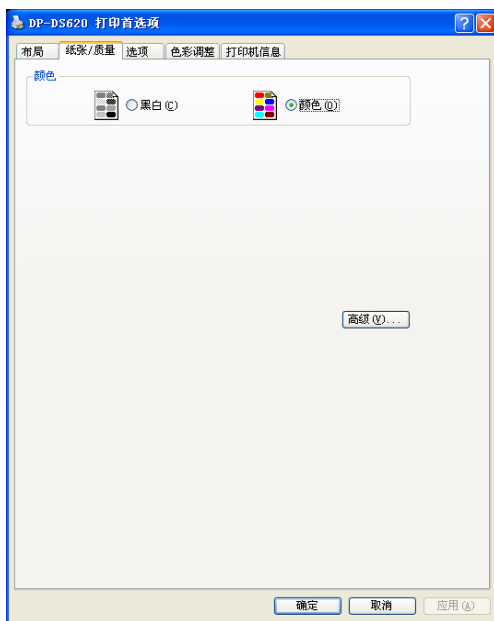 DP-DS620 打印首选项
布局 纸张/质量 选项 色彩调整 打印机信息
颜色
黑白(C) 颜色(O)
高级(V)...
确定 取消 应用(A)